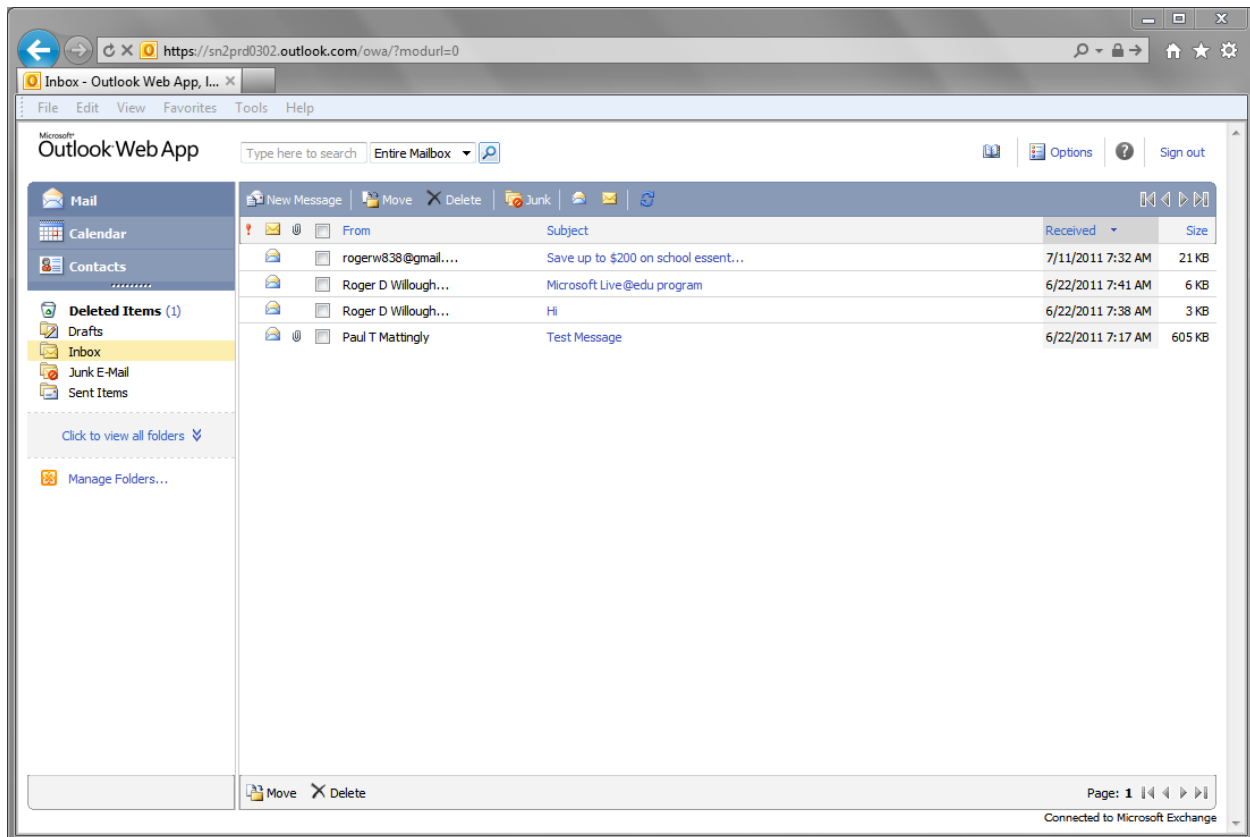 https://sn2prd0302.outlook.com/owa/?modurl=0
Inbox - Outlook Web App, I...
File Edit View Favorites Tools Help
Microsoft
Outlook Web App
Type here to search Entire Mailbox
Options
Sign out
Mail
Calendar
Contacts
Deleted Items (1)
Drafts
Inbox
Junk E-Mail
Sent Items
Click to view all folders
Manage Folders...
New Message Move Delete Junk
From Subject Received Size
rogerw838@gmail.... Save up to $200 on school essent... 7/11/2011 7:32 AM 21 KB
Roger D Willough... Microsoft Live@edu program 6/22/2011 7:41 AM 6 KB
Roger D Willough... Hi 6/22/2011 7:38 AM 3 KB
Paul T Mattingly Test Message 6/22/2011 7:17 AM 605 KB
Move Delete Page: 1
Connected to Microsoft Exchange